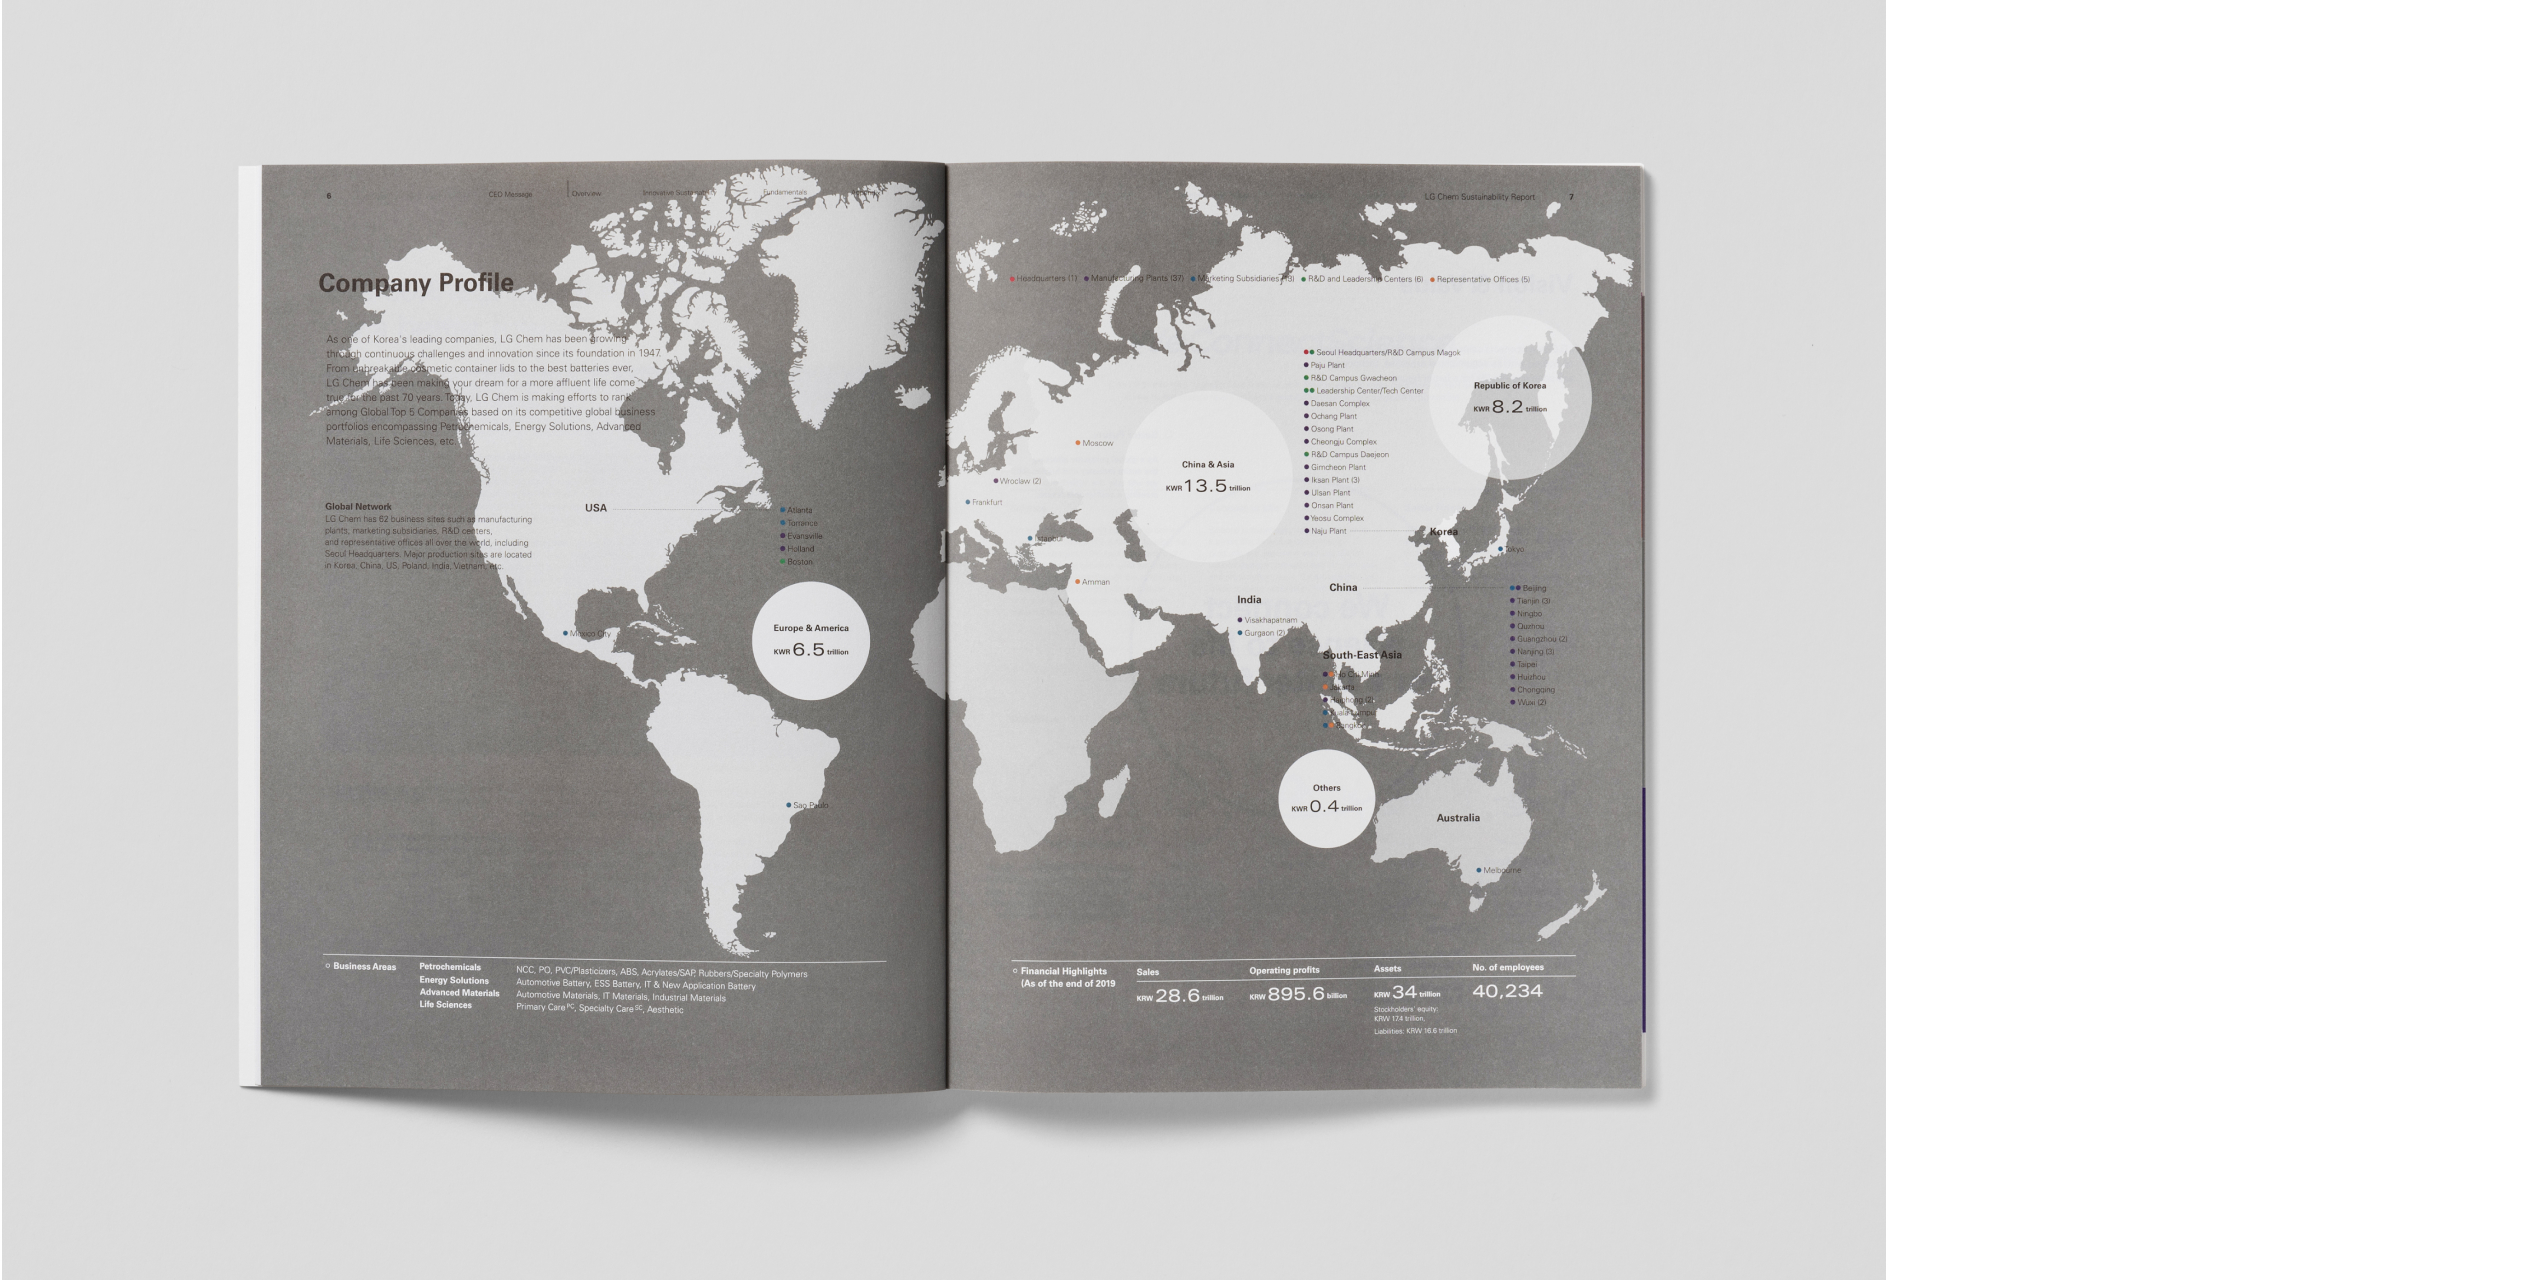 6
CEO Message
Overview
Innovative Sustainability
Fundamentals
Company Profile
As one of Korea's leading companies, LG Chem has been growing
through continuous challenges and innovation since its foundation in 1947.
From unbreakable cosmetic container lids to the best batteries ever,
LG Chem has been making your dream for a more affluent life come
true for the past 70 years. Today, LG Chem is making efforts to rank
among Global Top 5 Companies based on its competitive global business
portfolios encompassing Petrochemicals, Energy Solutions, Advanced
Materials, Life Sciences, etc.
Global Network
LG Chem has 62 business sites such as manufacturing
plants, marketing subsidiaries, R&D centers,
and representative offices all over the world, including
Seoul Headquarters. Major production sites are located
in Korea, China, US, Poland, India, Vietnam, etc.
USA
Atlanta
Torrance
Evansville
Holland
Boston
Mexico City
Europe & America
KWR 6.5 trillion
Sao Paulo
Business Areas
Petrochemicals NCC, PO, PVC/Plasticizers, ABS, Acrylates/SAP, Rubbers/Specialty Polymers
Energy Solutions Automotive Battery, ESS Battery, IT & New Application Battery
Advanced Materials Automotive Materials, IT Materials, Industrial Materials
Life Sciences Primary Care PC, Specialty Care SC, Aesthetic
LG Chem Sustainability Report
7
Headquarters (1) Manufacturing Plants (37) Marketing Subsidiaries R&D and Leadership Centers (6) Representative Offices (5)
Seoul Headquarters/R&D Campus Magok
Paju Plant
R&D Campus Gwacheon
Leadership Center/Tech Center
Daesan Complex
Ochang Plant
Osong Plant
Cheongju Complex
R&D Campus Daejeon
Gimcheon Plant
Iksan Plant (3)
Ulsan Plant
Onsan Plant
Yeosu Complex
Naju Plant
Korea
Republic of Korea
KWR 8.2 trillion
China & Asia
KWR 13.5 trillion
Moscow
Wroclaw (2)
Frankfurt
Istanbul
Amman
Tokyo
China
Beijing
Tianjin (3)
Ningbo
Quzhou
Guangzhou (2)
Nanjing (3)
Taipei
Huizhou
Chongqing
Wuxi (2)
India
Visakhapatnam
Gurgaon (2)
South-East Asia
Ho Chi Minh
Jakarta
Haiphong (2)
Kuala Lumpur
Bangkok
Others
KWR 0.4 trillion
Australia
Melbourne
Financial Highlights
(As of the end of 2019
Sales
KRW 28.6 trillion
Operating profits
KRW 895.6 billion
Assets
KRW 34 trillion
Stockholders' equity:
KRW 17.4 trillion,
Liabilities: KRW 16.6 trillion
No. of employees
40,234